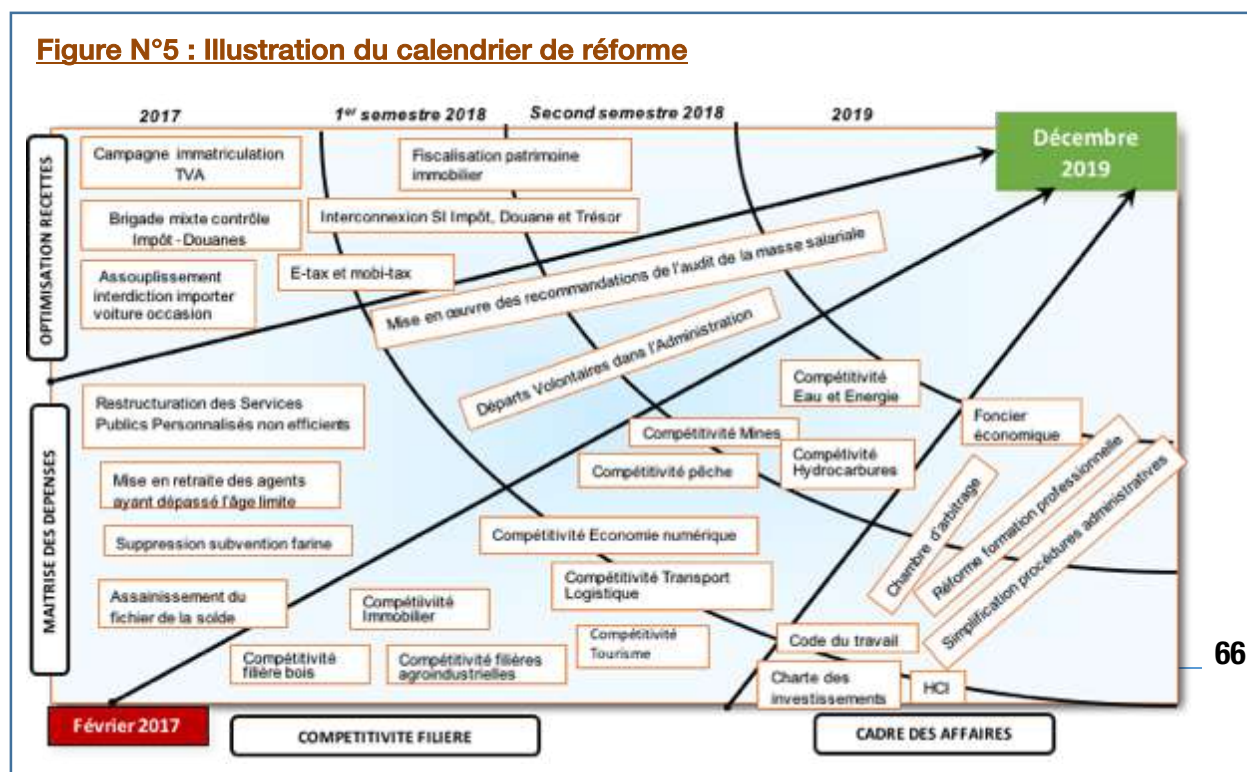 Figure N°5 : Illustration du calendrier de réforme
2017
1er semestre 2018
Second semestre 2018
2019
Décembre
2019
OPTIMISATION RECETTES
Campagne immatriculation
TVA
Fiscalisation patrimoine
immobilier
Brigade mixte contrôle
Impôt - Douanes
Interconnexion SI Impôt, Douane et Trésor
Assouplissement
interdiction importer
voiture occasion
E-tax et mobi-tax
Mise en œuvre des recommandations de l'audit de la masse salariale
Départs Volontaires dans l'Administration
MAITRISE DES DEPENSES
Restructuration des Services
Publics Personnalisés non efficients
Compétitivité
Eau et Energie
Foncier
économique
Compétitivité Mines
Compétivité
Hydrocarbures
Compétitivité pêche
Mise en retraite des agents
ayant dépassé l'âge limite
Chambre d'arbitrage
Réforme formation professionnelle
Simplification procédures administratives
Suppression subvention farine
Compétitivité Economie numérique
Assainissement du
fichier de la solde
Compétiivité
Immobilier
Compétitivité Transport
Logistique
Compétitivité
filière bois
Compétitivité filières
agroindustrielles
Compétitivité
Tourisme
Code du travail
Charte des
investissements
HCI
66
Février 2017
COMPETITIVITE FILIERE
CADRE DES AFFAIRES